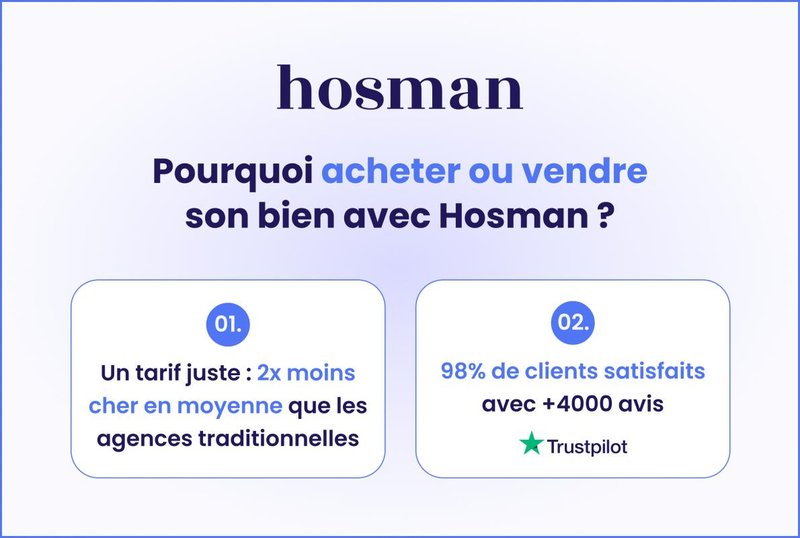 hosman
Pourquoi acheter ou vendre
son bien avec Hosman ?
01.
Un tarif juste : 2x moins
cher en moyenne que les
agences traditionnelles
02.
98% de clients satisfaits
avec +4000 avis
Trustpilot